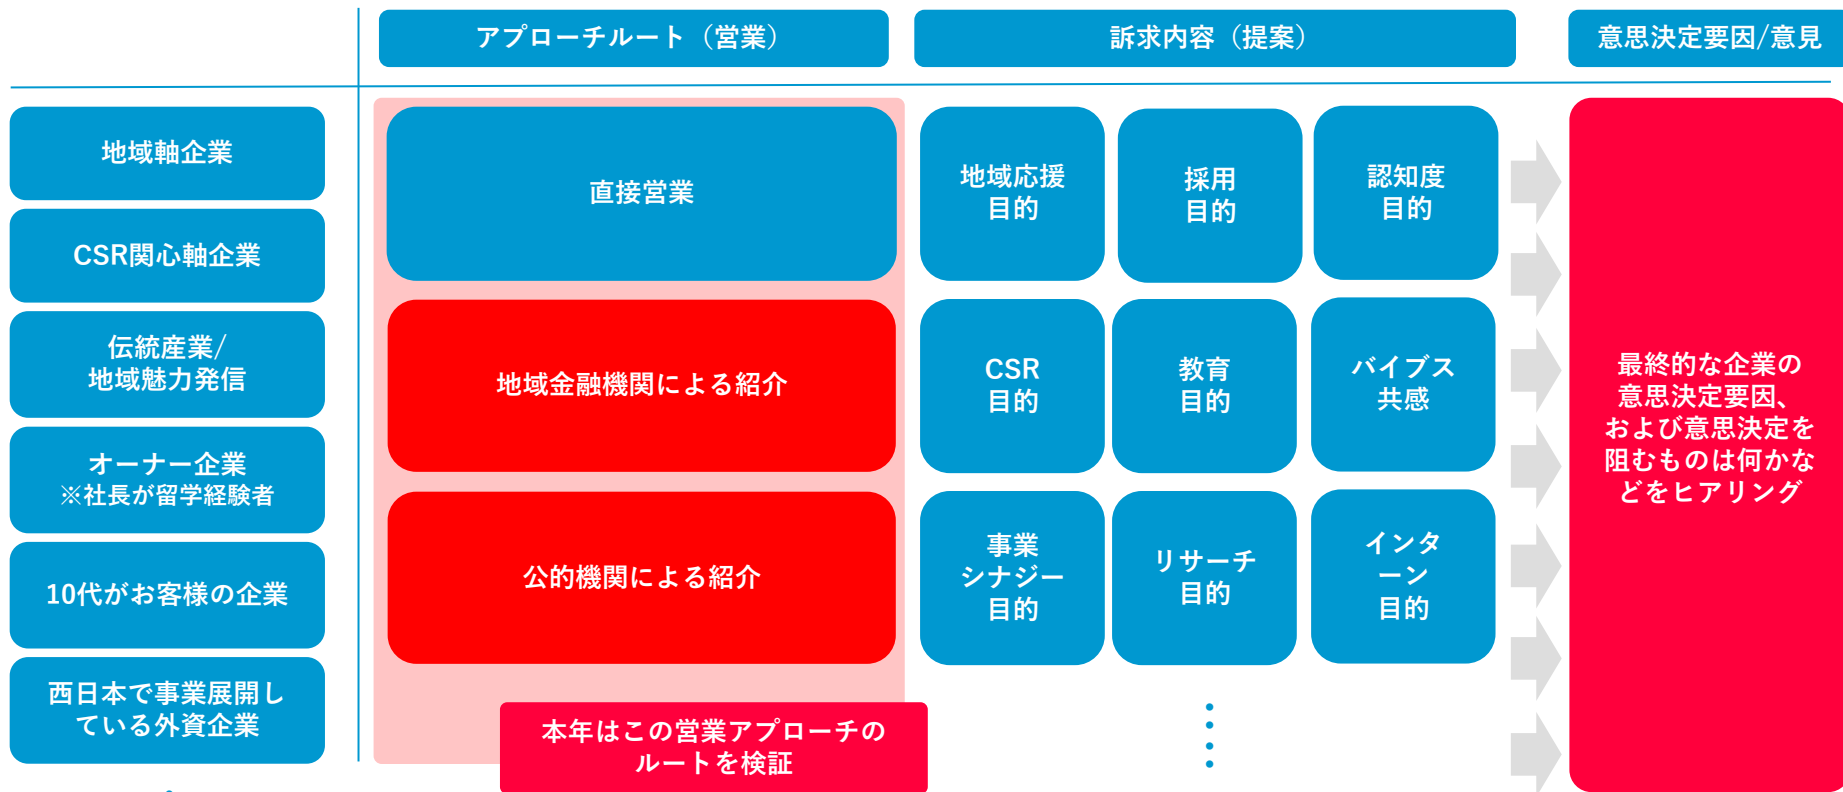 アプローチルート（営業）
訴求内容（提案）
意思決定要因/意見
地域軸企業
CSR関心軸企業
伝統産業/
地域魅力発信
オーナー企業
※社長が留学経験者
10代がお客様の企業
西日本で事業展開し
ている外資企業
直接営業
地域金融機関による紹介
公的機関による紹介
本年はこの営業アプローチの
ルートを検証
地域応援
目的
採用
目的
認知度
目的
CSR
目的
教育
目的
バイブス
共感
事業
シナジー
目的
リサーチ
目的
インタ
ーン
目的
最終的な企業の
意思決定要因、
および意思決定を
阻むものは何かな
どをヒアリング